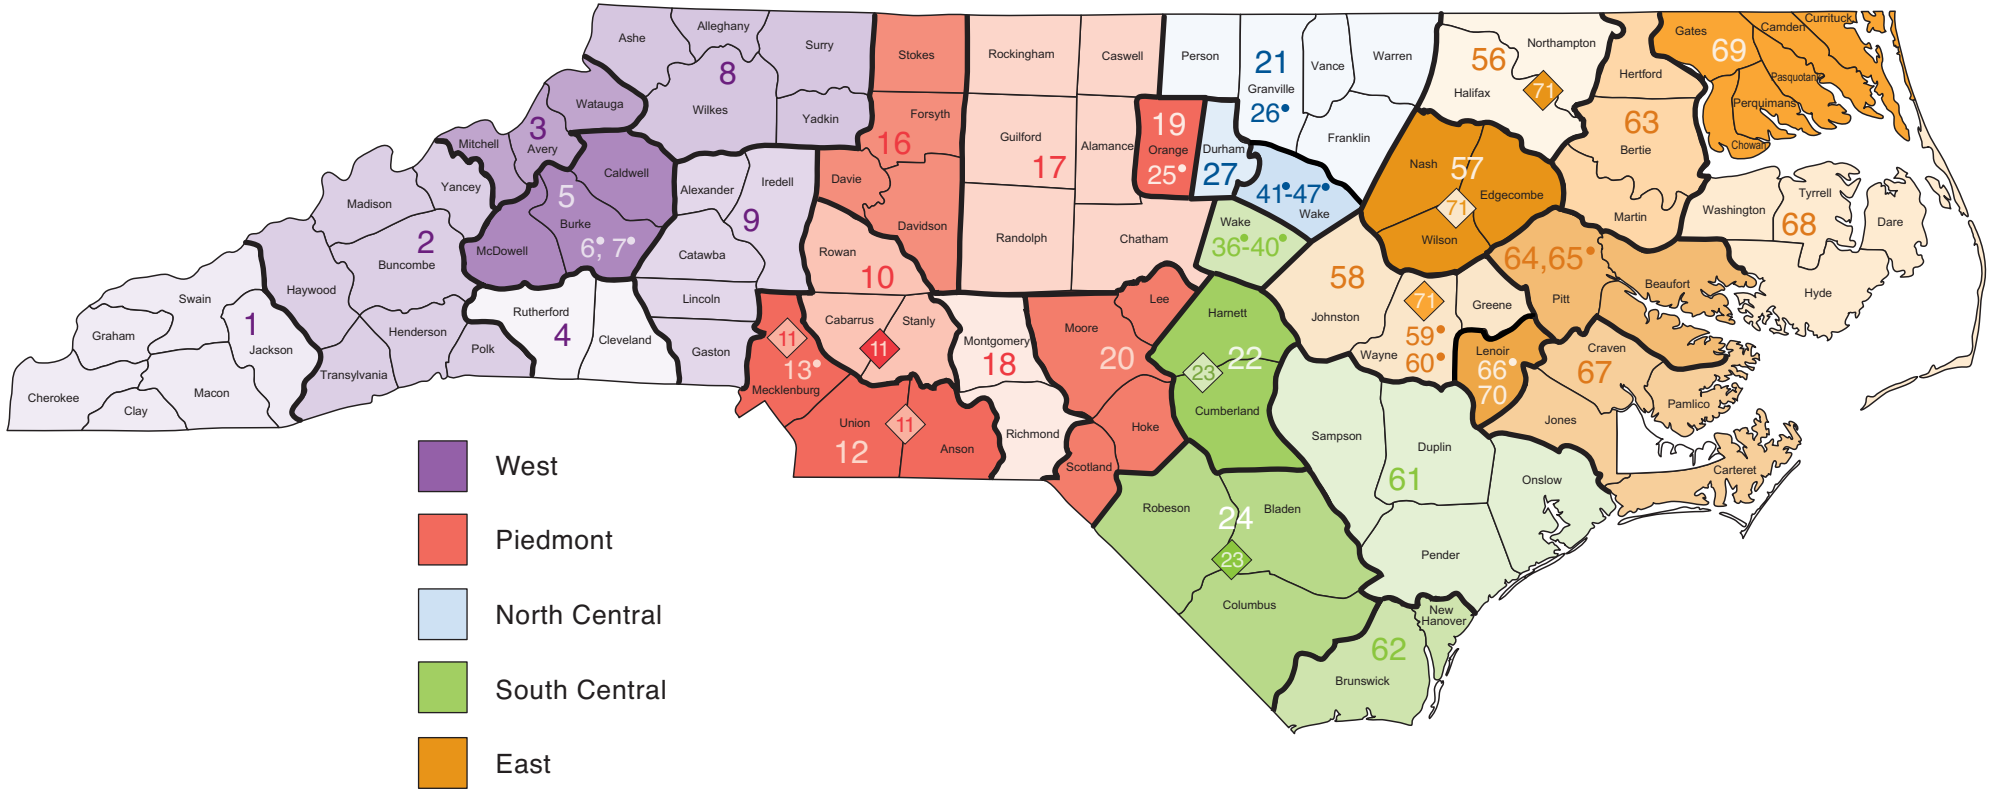 Ashe
Alleghany
Surry
8
Wilkes
Yadkin
Watauga
3
Avery
Mitchell
Yancey
Madison
2
Buncombe
Haywood
Henderson
Transylvania
Polk
Swain
Graham
1
Jackson
Macon
Cherokee
Clay
Caldwell
5
Burke
6•, 7•
McDowell
Rutherford
4
Cleveland
Alexander
Iredell
9
Catawba
Lincoln
Gaston
Stokes
Forsyth
16
Davie
Davidson
Rowan
10
Cabarrus
Stanly
11
11
13•
Mecklenburg
Union
11
12
Anson
Rockingham
Caswell
Guilford
17
Alamance
Randolph
Chatham
Montgomery
18
Richmond
Moore
Lee
20
Hoke
Scotland
19
Orange
25•
Person
21
Granville
26•
Vance
Warren
Franklin
Durham
27
41•-47•
Wake
Wake
36•-40•
Harnett
22
23
Cumberland
Robeson
24
Bladen
23
Columbus
Sampson
Duplin
61
Onslow
Pender
New
Hanover
62
Brunswick
Northampton
56
Halifax
71
Nash
57
Edgecombe
71
Wilson
58
Johnston
71
Greene
59•
Wayne
60•
Lenoir
66•
70
Hertford
63
Bertie
Martin
64,65•
Pitt
Beaufort
Craven
67
Pamlico
Jones
Carteret
Gates
69
Camden
Currituck
Pasquotank
Perquimans
Chowan
Washington
Tyrrell
68
Dare
Hyde
West
Piedmont
North Central
South Central
East